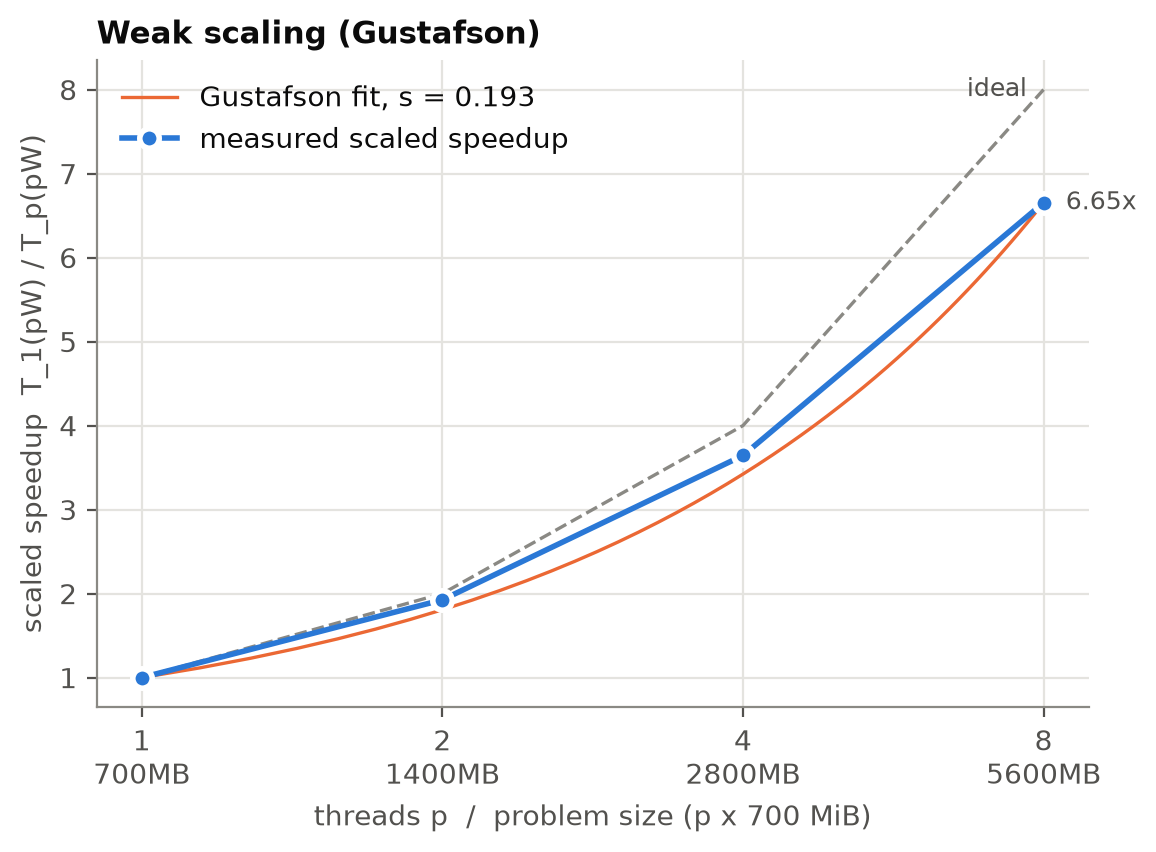 Weak scaling (Gustafson)
Gustafson fit, s = 0.193
measured scaled speedup
ideal
6.65x
scaled speedup  T_1(pW) / T_p(pW)
8
7
6
5
4
3
2
1
1 2 4 8
700MB 1400MB 2800MB 5600MB
threads p  /  problem size (p x 700 MiB)